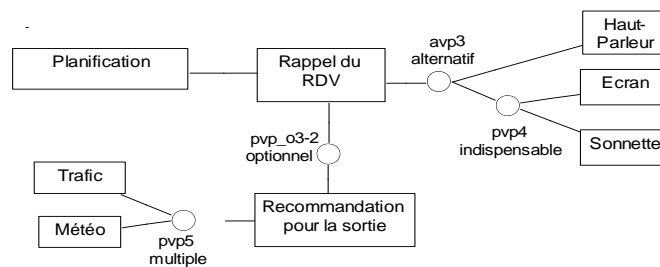 Planification
Rappel du
RDV
avp3
alternatif
Haut-
Parleur
Ecran
Sonnette
pvp4
indispensable
pvp_o3-2
optionnel
Trafic
Météo
pvp5
multiple
Recommandation
pour la sortie